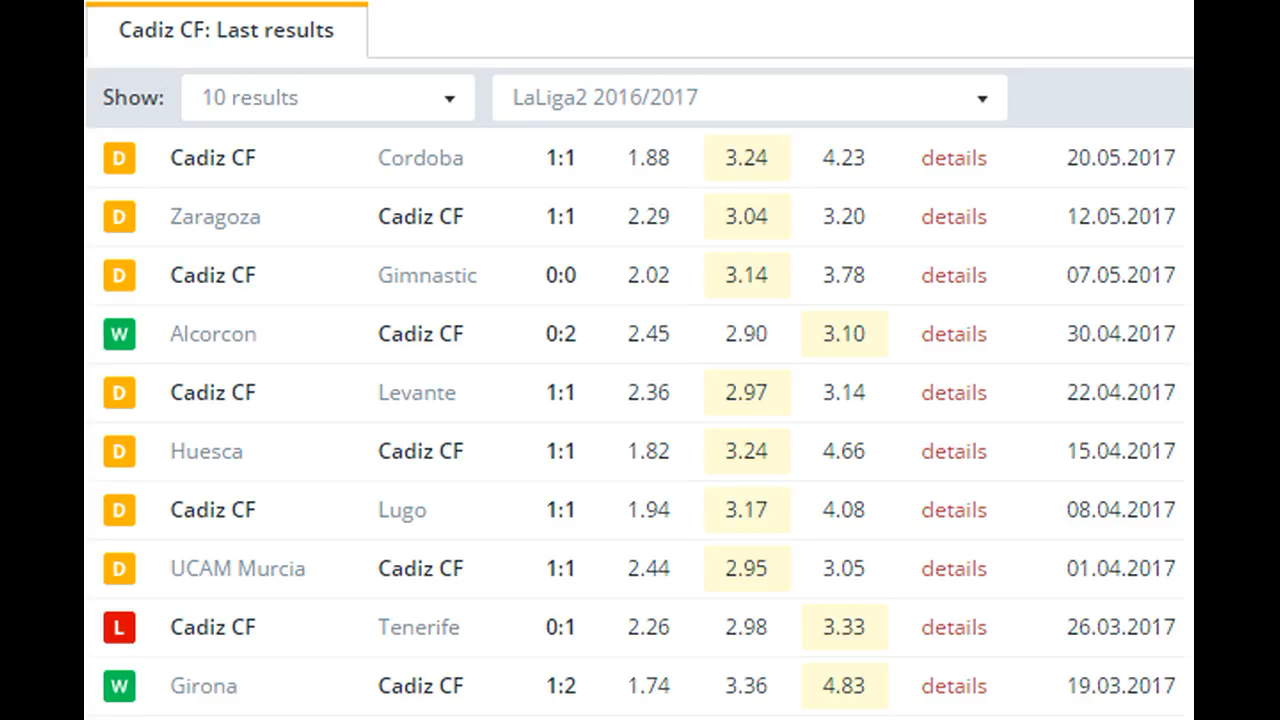 Cadiz CF: Last results
Show: 10 results LaLiga2 2016/2017
D Cadiz CF Cordoba 1:1 1.88 3.24 4.23 details 20.05.2017
D Zaragoza Cadiz CF 1:1 2.29 3.04 3.20 details 12.05.2017
D Cadiz CF Gimnastic 0:0 2.02 3.14 3.78 details 07.05.2017
W Alcorcon Cadiz CF 0:2 2.45 2.90 3.10 details 30.04.2017
D Cadiz CF Levante 1:1 2.36 2.97 3.14 details 22.04.2017
D Huesca Cadiz CF 1:1 1.82 3.24 4.66 details 15.04.2017
D Cadiz CF Lugo 1:1 1.94 3.17 4.08 details 08.04.2017
D UCAM Murcia Cadiz CF 1:1 2.44 2.95 3.05 details 01.04.2017
L Cadiz CF Tenerife 0:1 2.26 2.98 3.33 details 26.03.2017
W Girona Cadiz CF 1:2 1.74 3.36 4.83 details 19.03.2017